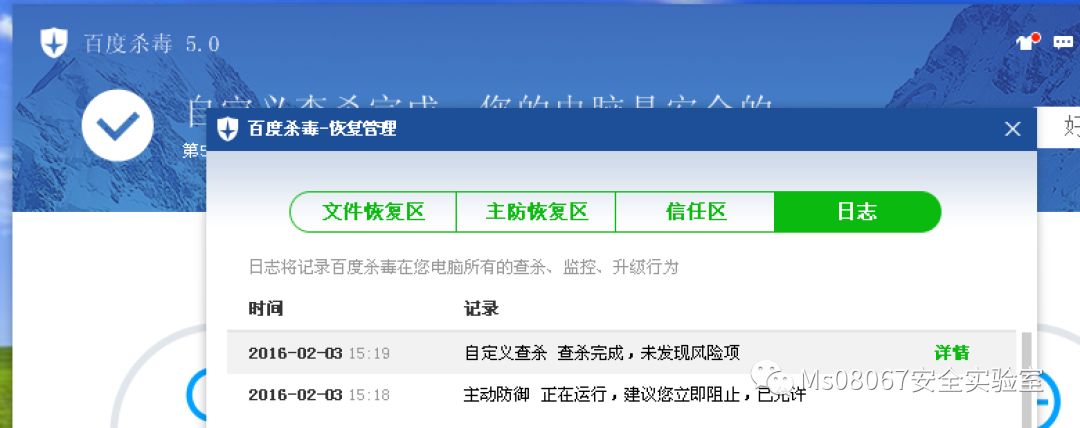 百度杀毒 5.0
自定义查杀完成，您的电脑是安全的
第5
好
百度杀毒-恢复管理
文件恢复区 主防恢复区 信任区 日志
日志将记录百度杀毒在您电脑所有的查杀、监控、升级行为
时间 记录
2016-02-03 15:19 自定义查杀 查杀完成，未发现风险项 详情
2016-02-03 15:18 主动防御 正在运行，建议您立即阻止，已允许
Ms08067安全实验室